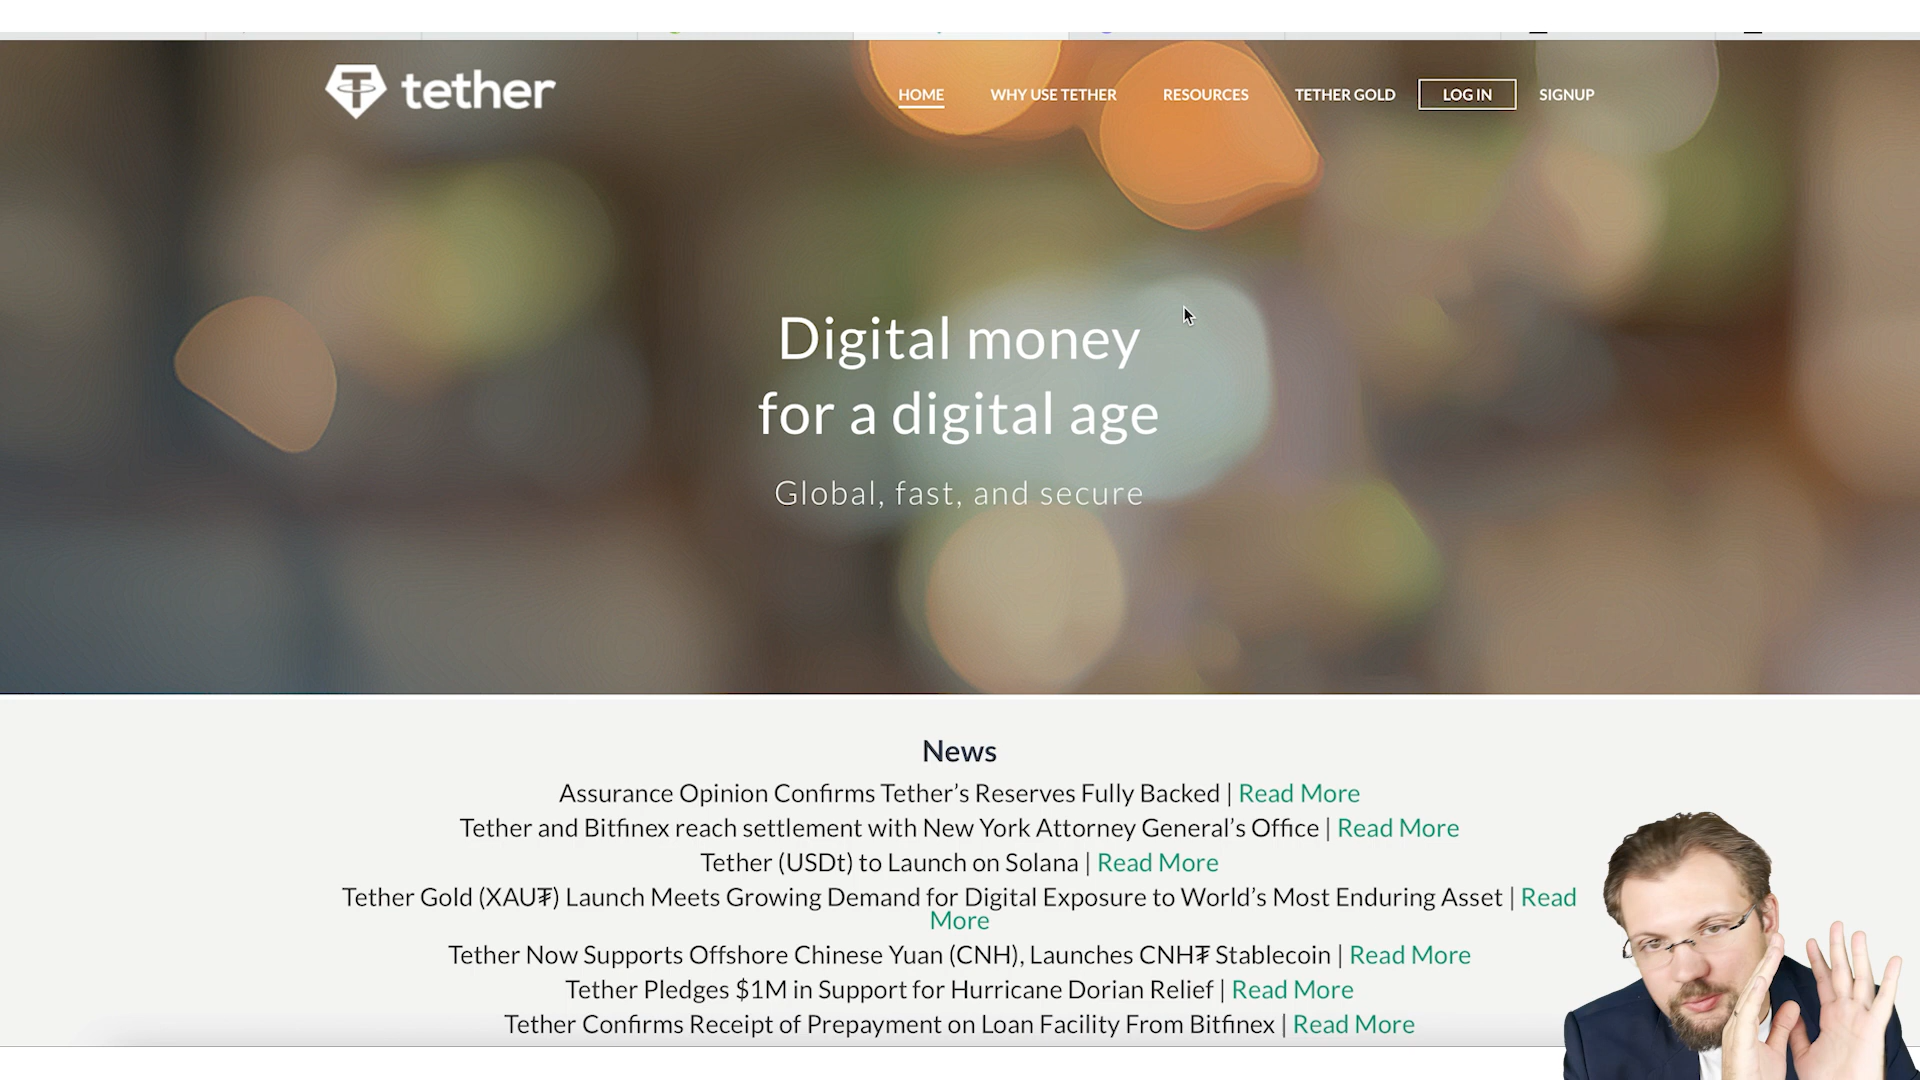 tether
HOME WHY USE TETHER RESOURCES TETHER GOLD LOG IN SIGNUP
Digital money
for a digital age
Global, fast, and secure
News
Assurance Opinion Confirms Tether’s Reserves Fully Backed | Read More
Tether and Bitfinex reach settlement with New York Attorney General’s Office | Read More
Tether (USDt) to Launch on Solana | Read More
Tether Gold (XAU₮) Launch Meets Growing Demand for Digital Exposure to World’s Most Enduring Asset | Read
More
Tether Now Supports Offshore Chinese Yuan (CNH), Launches CNH₮ Stablecoin | Read More
Tether Pledges $1M in Support for Hurricane Dorian Relief | Read More
Tether Confirms Receipt of Prepayment on Loan Facility From Bitfinex | Read More